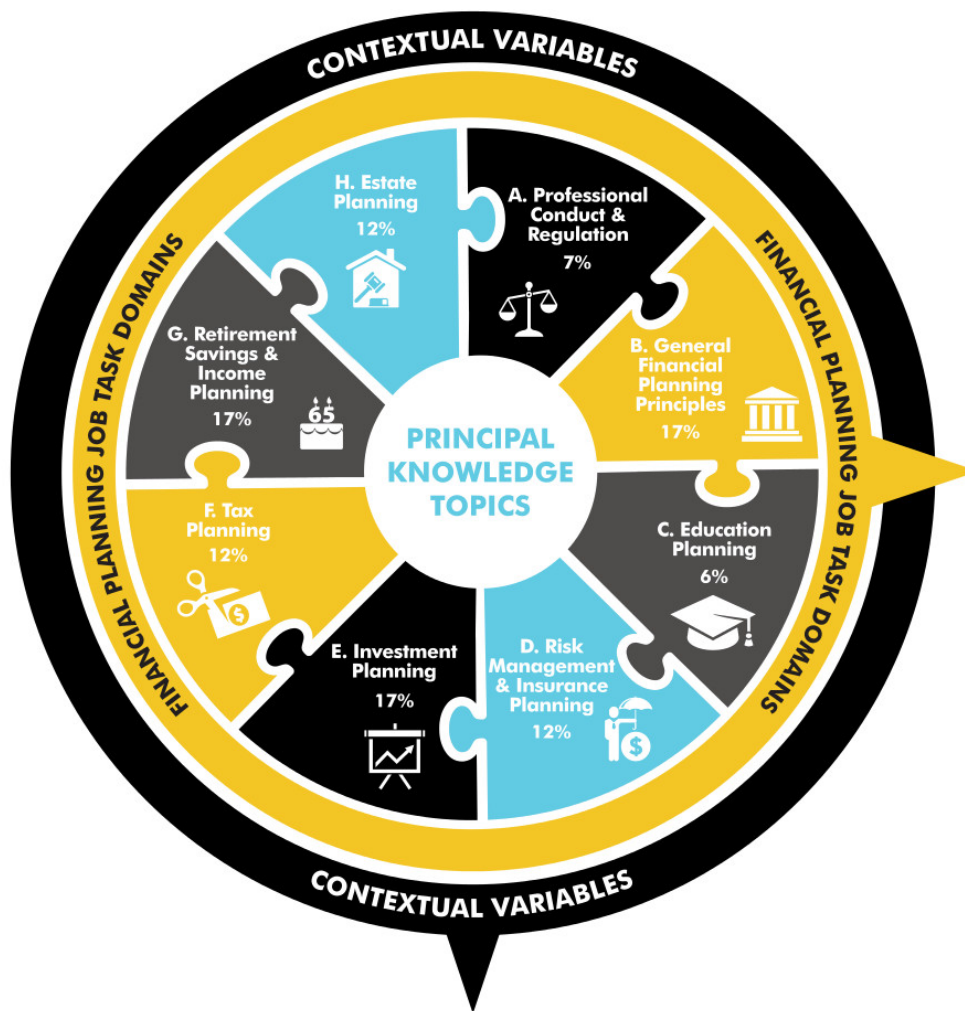 CONTEXTUAL VARIABLES
FINANCIAL PLANNING JOB TASK DOMAINS
FINANCIAL PLANNING JOB TASK DOMAINS
H. Estate
Planning
12%
A. Professional
Conduct &
Regulation
7%
G. Retirement
Savings &
Income
Planning
17%
65
B. General
Financial
Planning
Principles
17%
PRINCIPAL
KNOWLEDGE
TOPICS
F. Tax
Planning
12%
$
C. Education
Planning
6%
E. Investment
Planning
17%
D. Risk
Management
& Insurance
Planning
12%
$
CONTEXTUAL VARIABLES